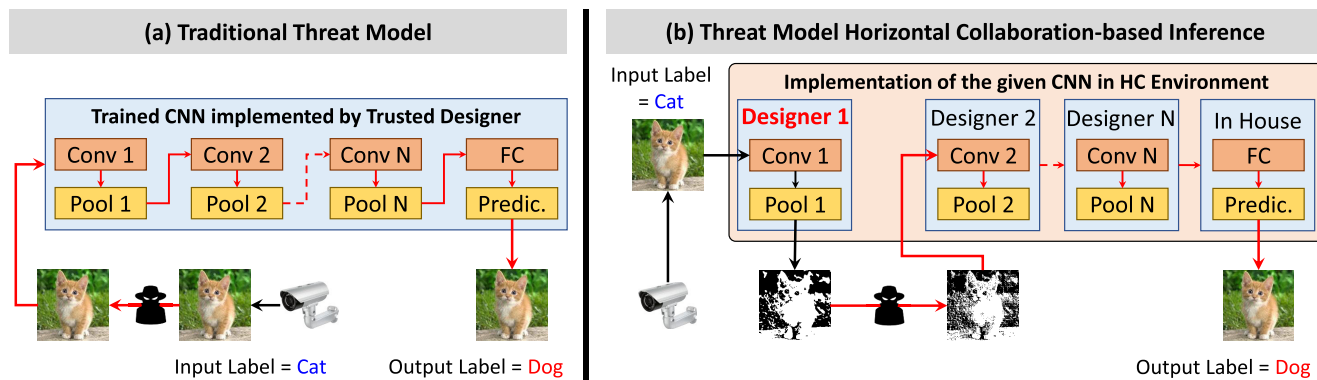 (a) Traditional Threat Model
Trained CNN implemented by Trusted Designer
Conv 1
Conv 2
Conv N
FC
Pool 1
Pool 2
Pool N
Predic.
Input Label = Cat
Output Label = Dog
(b) Threat Model Horizontal Collaboration-based Inference
Input Label
= Cat
Implementation of the given CNN in HC Environment
Designer 1
Designer 2
Designer N
In House
Conv 1
Conv 2
Conv N
FC
Pool 1
Pool 2
Pool N
Predic.
Output Label = Dog